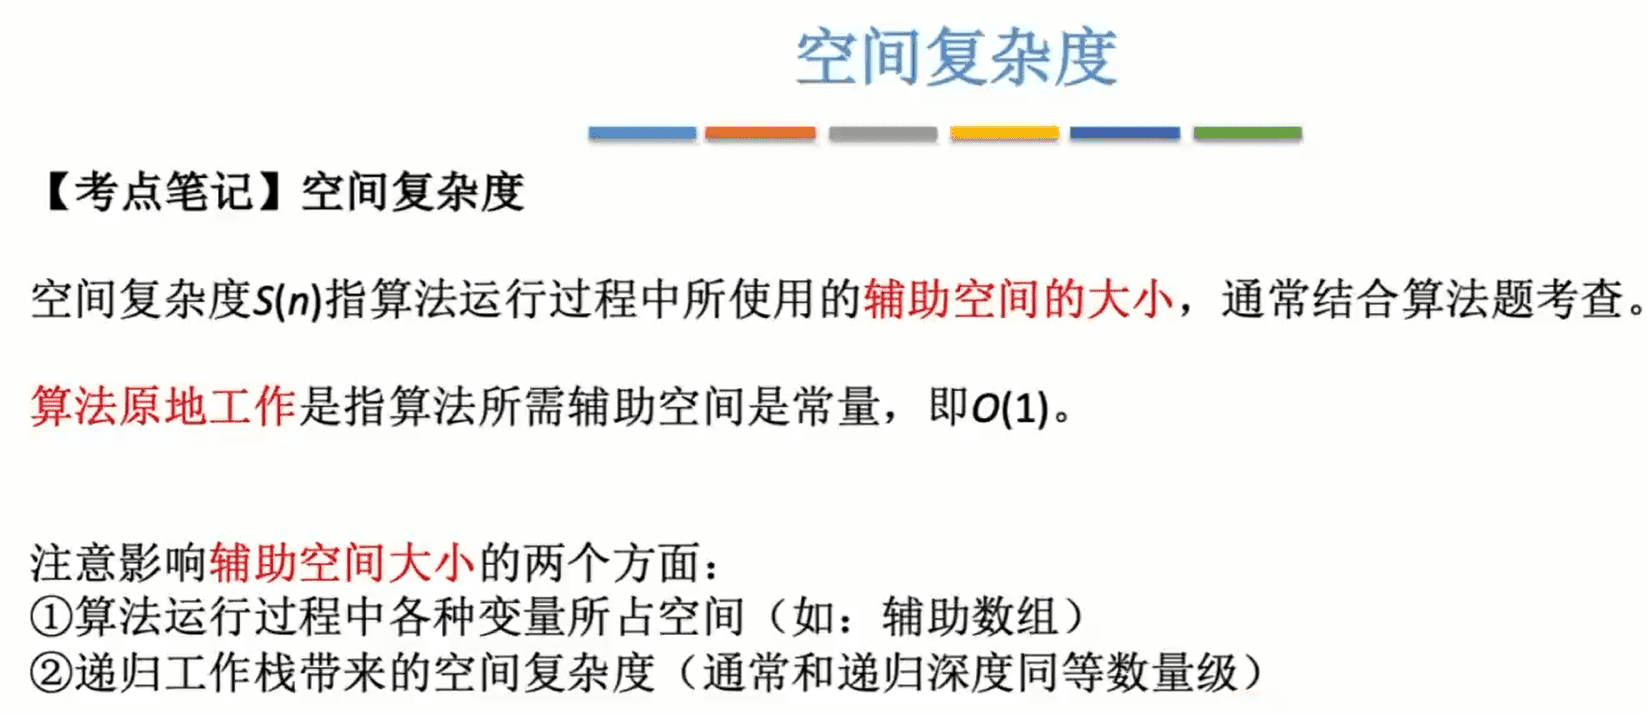 空间复杂度
【考点笔记】空间复杂度
空间复杂度S(n)指算法运行过程中所使用的辅助空间的大小，通常结合算法题考查。
算法原地工作是指算法所需辅助空间是常量，即O(1)。
注意影响辅助空间大小的两个方面：
①算法运行过程中各种变量所占空间（如：辅助数组）
②递归工作栈带来的空间复杂度（通常和递归深度同等数量级）